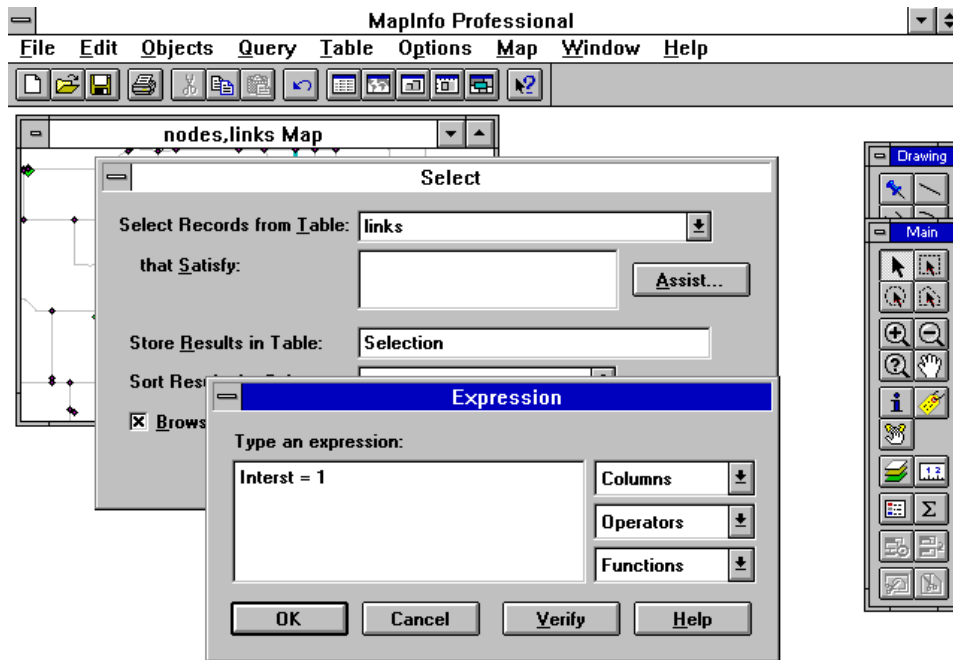 MapInfo Professional
File Edit Objects Query Table Options Map Window Help
nodes,links Map
Drawing
Select
Select Records from Table: links
Main
that Satisfy:
Assist...
Store Results in Table: Selection
Sort
Brows
Expression
Type an expression:
Interst = 1
Columns
Operators
Functions
OK Cancel Verify Help